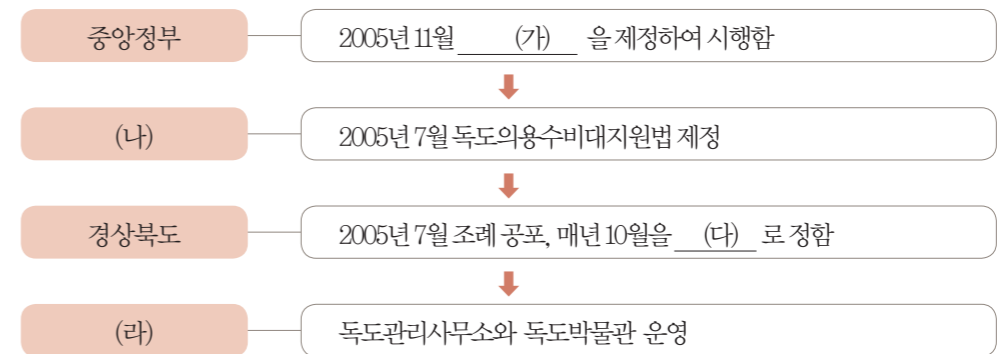 중앙정부
2005년 11월 (가) 을 제정하여 시행함
(나)
2005년 7월 독도의용수비대지원법 제정
경상북도
2005년 7월 조례 공포, 매년 10월을 (다) 로 정함
(라)
독도관리사무소와 독도박물관 운영